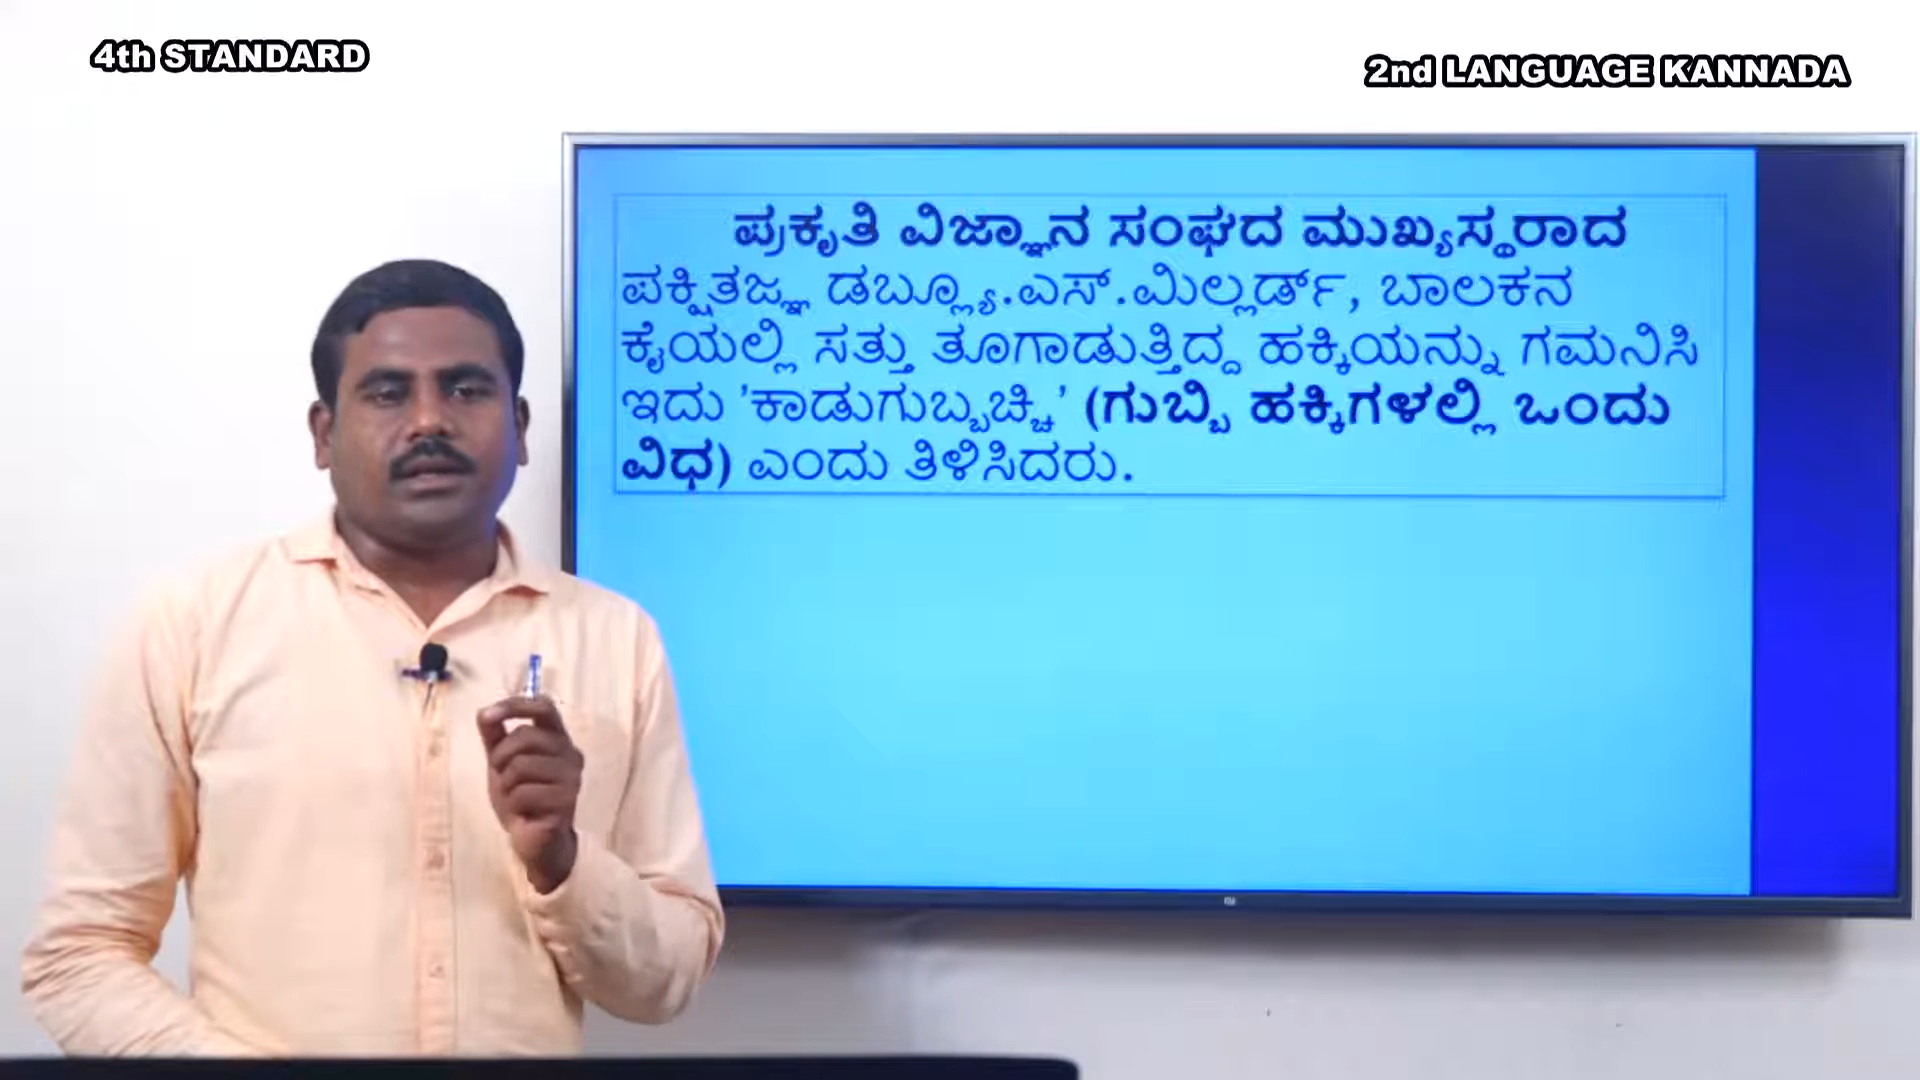 4th STANDARD
2nd LANGUAGE KANNADA
ಪ್ರಕೃತಿ ವಿಜ್ಞಾನ ಸಂಘದ ಮುಖ್ಯಸ್ಥರಾದ
ಪಕ್ಷಿತಜ್ಞ ಡಬ್ಲ್ಯೂ.ಎಸ್.ಮಿಲ್ಲರ್ಡ್, ಬಾಲಕನ
ಕೈಯಲ್ಲಿ ಸತ್ತು ತೂಗಾಡುತ್ತಿದ್ದ ಹಕ್ಕಿಯನ್ನು ಗಮನಿಸಿ
ಇದು 'ಕಾಡುಗುಬ್ಬಚ್ಚಿ' (ಗುಬ್ಬಿ ಹಕ್ಕಿಗಳಲ್ಲಿ ಒಂದು
ವಿಧ) ಎಂದು ತಿಳಿಸಿದರು.